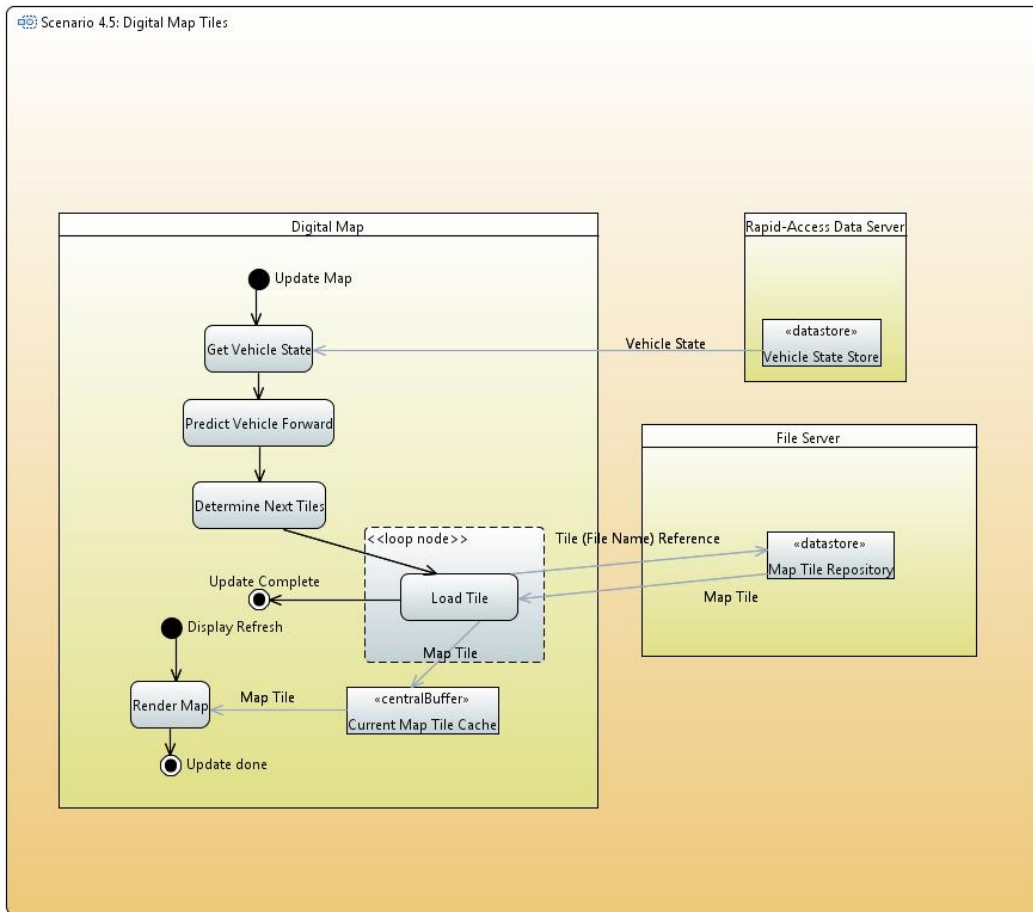 Scenario 4.5: Digital Map Tiles
Digital Map
Rapid-Access Data Server
Update Map
Get Vehicle State
Vehicle State
«datastore»
Vehicle State Store
Predict Vehicle Forward
File Server
Determine Next Tiles
<<loop node>>
Tile (File Name) Reference
«datastore»
Map Tile Repository
Update Complete
Load Tile
Map Tile
Display Refresh
Map Tile
«centralBuffer»
Current Map Tile Cache
Map Tile
Render Map
Update done